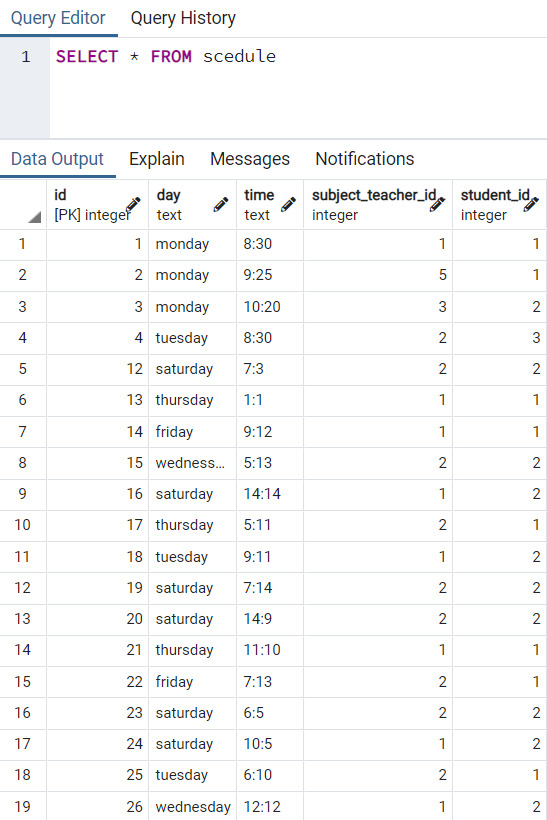 Query Editor Query History
1 SELECT * FROM scedule
Data Output Explain Messages Notifications
id day time subject_teacher_id student_id
[PK] integer text text integer integer
1 1 monday 8:30 1 1
2 2 monday 9:25 5 1
3 3 monday 10:20 3 2
4 4 tuesday 8:30 2 3
5 12 saturday 7:3 2 2
6 13 thursday 1:1 1 1
7 14 friday 9:12 1 1
8 15 wedness... 5:13 2 2
9 16 saturday 14:14 1 2
10 17 thursday 5:11 2 1
11 18 tuesday 9:11 1 2
12 19 saturday 7:14 2 2
13 20 saturday 14:9 2 2
14 21 thursday 11:10 1 1
15 22 friday 7:13 2 1
16 23 saturday 6:5 2 2
17 24 saturday 10:5 1 2
18 25 tuesday 6:10 2 1
19 26 wednesday 12:12 1 2